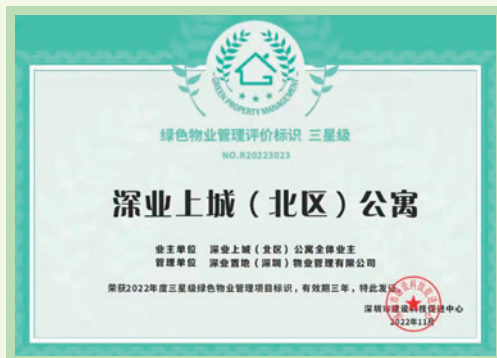 GREEN PROPERTY MANAGEMENT
绿色物业管理评价标识 三星级
NO.R20223023
深业上城（北区）公寓
业主单位 深业上城（北区）公寓全体业主
管理单位 深业置地（深圳）物业管理有限公司
荣获2022年度三星级绿色物业管理项目标识，有效期三年，特此发证。
深圳市建设科技促进中心
2022年11月